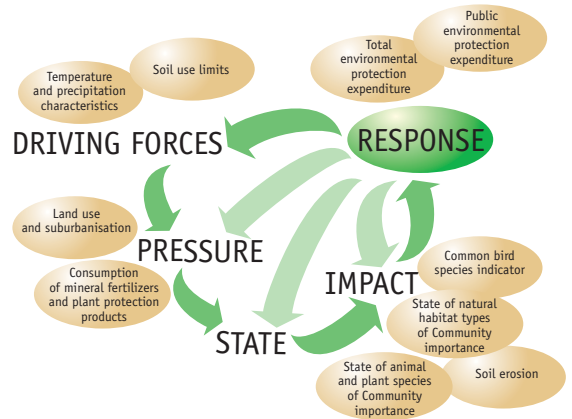 Public
environmental
protection
expenditure
Total
environmental
protection
expenditure
Soil use limits
Temperature
and precipitation
characteristics
DRIVING FORCES
RESPONSE
Land use
and suburbanisation
PRESSURE
Consumption
of mineral fertilizers
and plant protection
products
STATE
IMPACT
Common bird
species indicator
State of natural
habitat types
of Community
importance
State of animal
and plant species
of Community
importance
Soil erosion